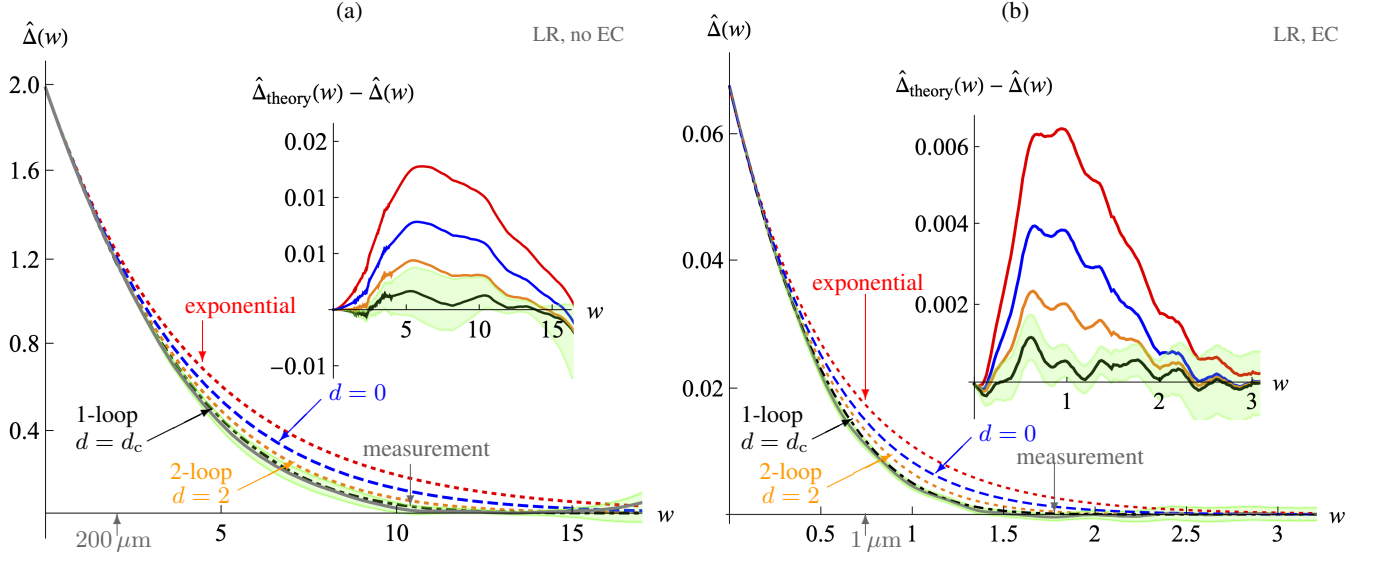 (a)
Δ̂(w)
LR, no EC
2.0
Δ̂theory(w) − Δ̂(w)
1.6
0.02
0.01
1.2
0.01
exponential
5
10
15
w
0.8
−0.01
d = 0
1-loop
d = dc
0.4
measurement
2-loop
d = 2
5
10
15
w
200 μm
(b)
Δ̂(w)
LR, EC
Δ̂theory(w) − Δ̂(w)
0.06
0.006
0.004
0.04
exponential
0.002
1
2
3
w
0.02
1-loop
d = dc
d = 0
measurement
2-loop
d = 2
0.5
1
1.5
2
2.5
3
w
1 μm